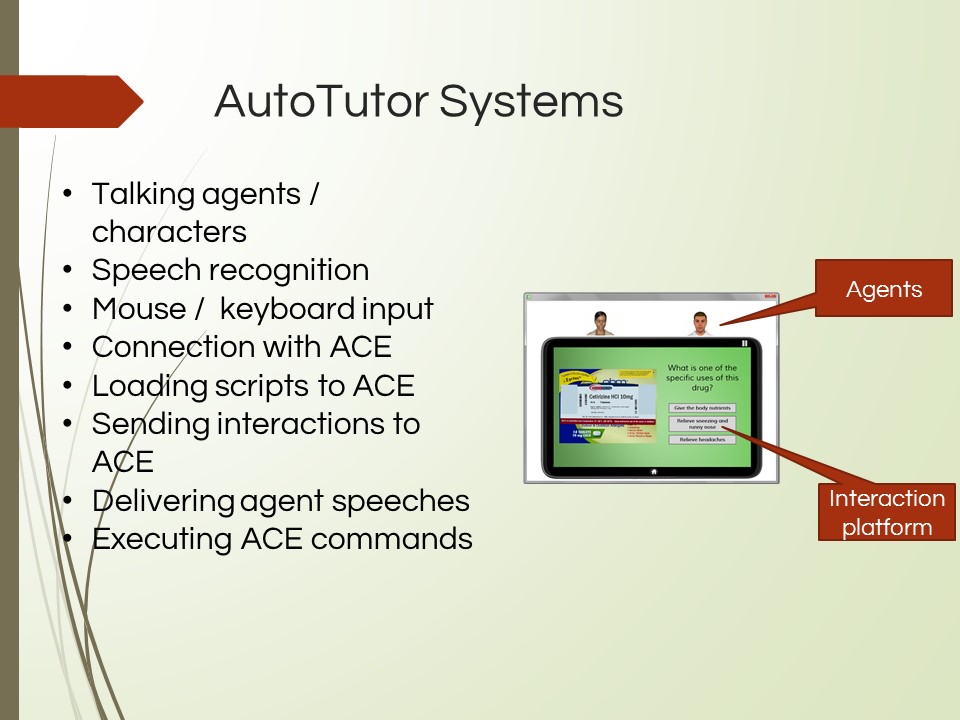 AutoTutor Systems
• Talking agents /
characters
• Speech recognition
• Mouse / keyboard input
• Connection with ACE
• Loading scripts to ACE
• Sending interactions to
ACE
• Delivering agent speeches
• Executing ACE commands
Agents
What is one of the
specific uses of this
drug?
Cetirizine HCl 10mg
Give the body nutrients
Relieve sneezing and
runny nose
Relieve headaches
Interaction
platform